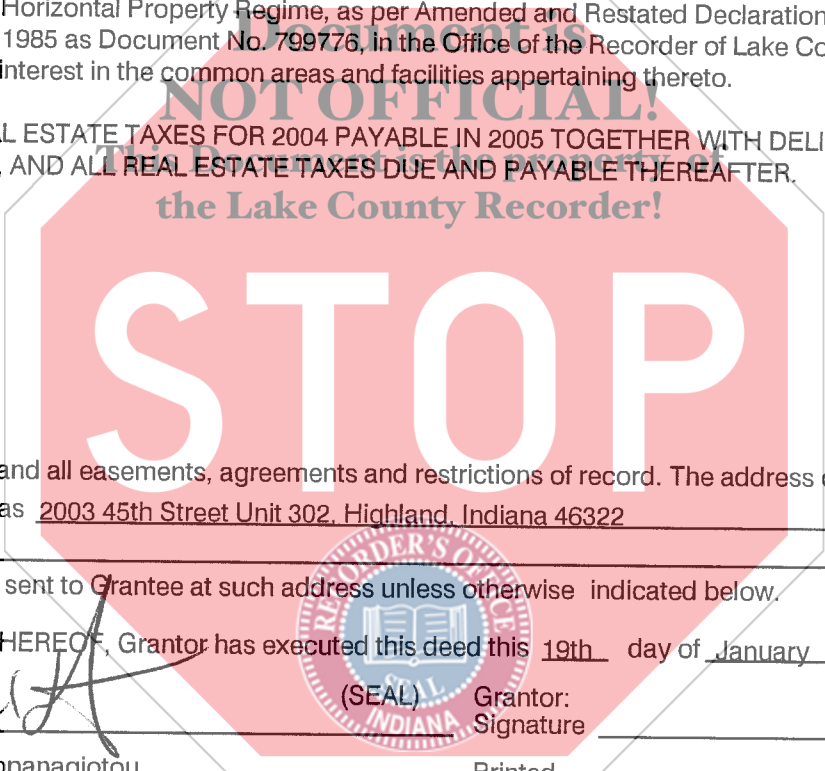 Horizontal Property Regime, as per Amended and Restated Declaration
Document is
1985 as Document No. 799776, in the Office of the Recorder of Lake Co
interest in the common areas and facilities appertaining thereto.
NOT OFFICIAL!
L ESTATE TAXES FOR 2004 PAYABLE IN 2005 TOGETHER WITH DELI
This Document is the property of
, AND ALL REAL ESTATE TAXES DUE AND PAYABLE THEREAFTER.
the Lake County Recorder!
STOP
and all easements, agreements and restrictions of record. The address
as 2003 45th Street Unit 302, Highland, Indiana 46322
RECORDER'S OFFICE
sent to Grantee at such address unless otherwise indicated below.
HEREOF, Grantor has executed this deed this 19th day of January
SEAL
(SEAL) Grantor:
INDIANA
Signature
panagiotou
Printed